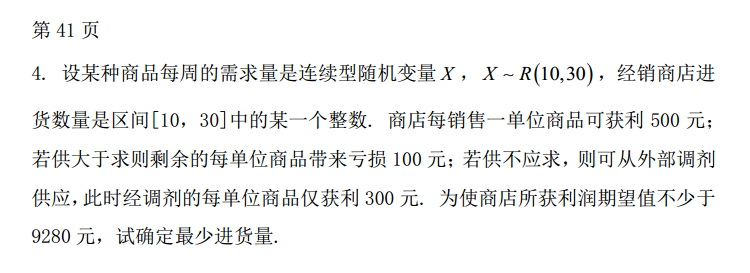 第 41 页
4. 设某种商品每周的需求量是连续型随机变量 X，X ~ R(10,30)，经销商店进
货数量是区间[10，30]中的某一个整数. 商店每销售一单位商品可获利 500 元;
若供大于求则剩余的每单位商品带来亏损 100 元; 若供不应求，则可从外部调剂
供应，此时经调剂的每单位商品仅获利 300 元. 为使商店所获利润期望值不少于
9280 元，试确定最少进货量.